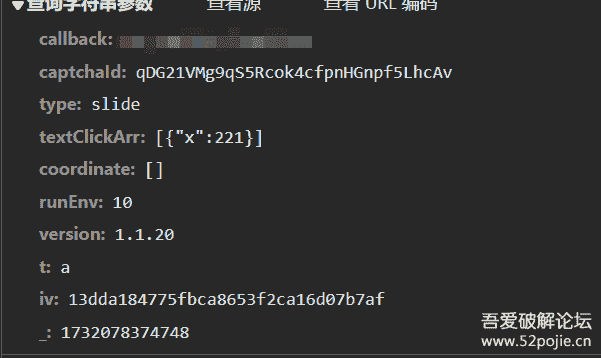 ▼查询字符串参数 查看源 查看 URL 编码
callback:
captchaId: qDG21VMg9qS5Rcok4cfpnHGnpf5LhcAv
type: slide
textClickArr: [{"x":221}]
coordinate: []
runEnv: 10
version: 1.1.20
t: a
iv: 13dda184775fbca8653f2ca16d07b7af
_: 1732078374748
吾爱破解论坛
www.52pojie.cn